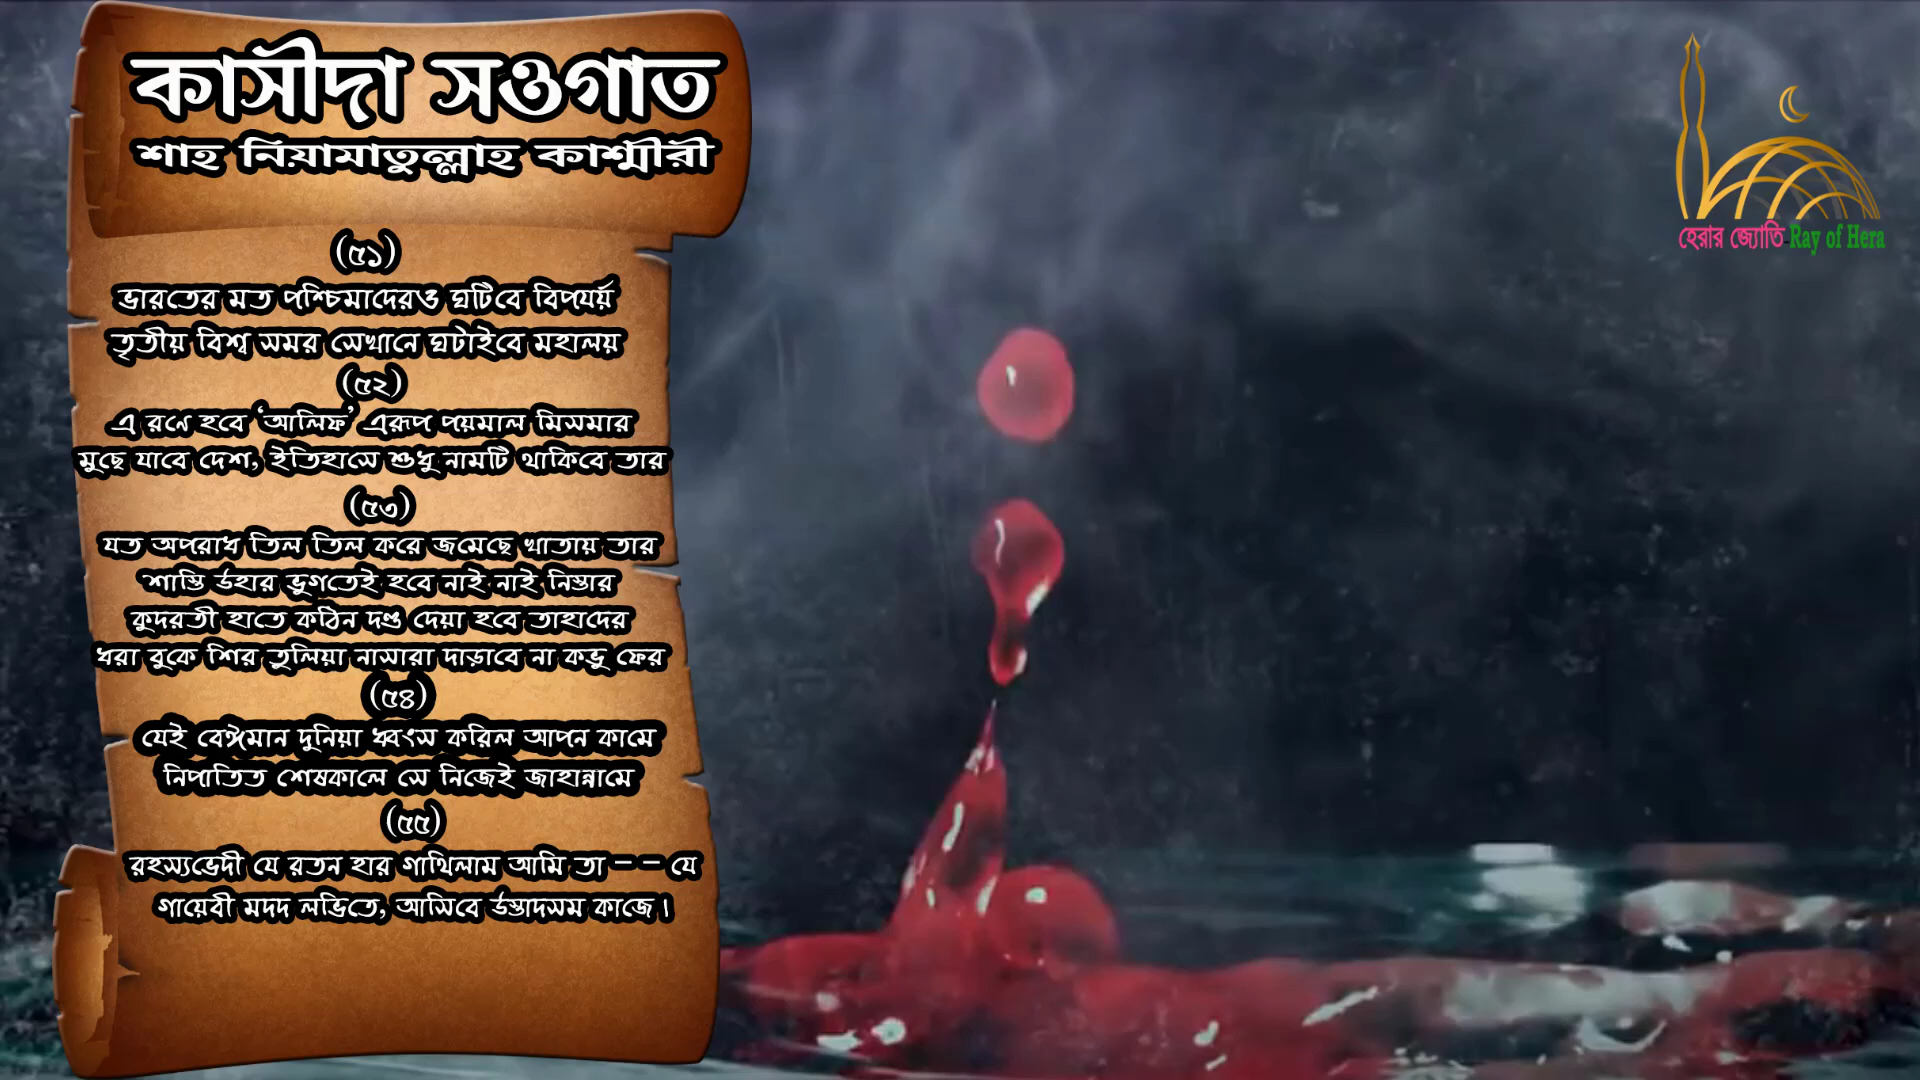 কাসীদা সওগাত
শাহ নিয়ামাতুল্লাহ কাশ্মীরী
হেরার জ্যোতি Ray of Hera
(৫১)
ভারতের মত পশ্চিমাদেরও ঘটিবে বিপর্যয়
তৃতীয় বিশ্ব সমর সেখানে ঘটাইবে মহালয়
(৫২)
এ রণে হবে ‘আলিফ’ এরূপ পয়মাল মিসমার
মুছে যাবে দেশ, ইতিহাসে শুধু নামটি থাকিবে তার
(৫৩)
যত অপরাধ তিল তিল করে জমেছে খাতায় তার
শাস্তি উহার ভুগতেই হবে নাই নাই নিস্তার
কুদরতী হাতে কঠিন দণ্ড দেয়া হবে তাহাদের
ধরা বুকে শির তুলিয়া নাসারা দাড়াবে না কভু ফের
(৫৪)
যেই বেঈমান দুনিয়া ধ্বংস করিল আপন কামে
নিপাতিত শেষকালে সে নিজেই জাহান্নামে
(৫৫)
রহস্যভেদী যে রতন হার গাথিলাম আমি তা – – যে
গায়েবী মদদ লভিতে, আসিবে উস্তাদসম কাজে।